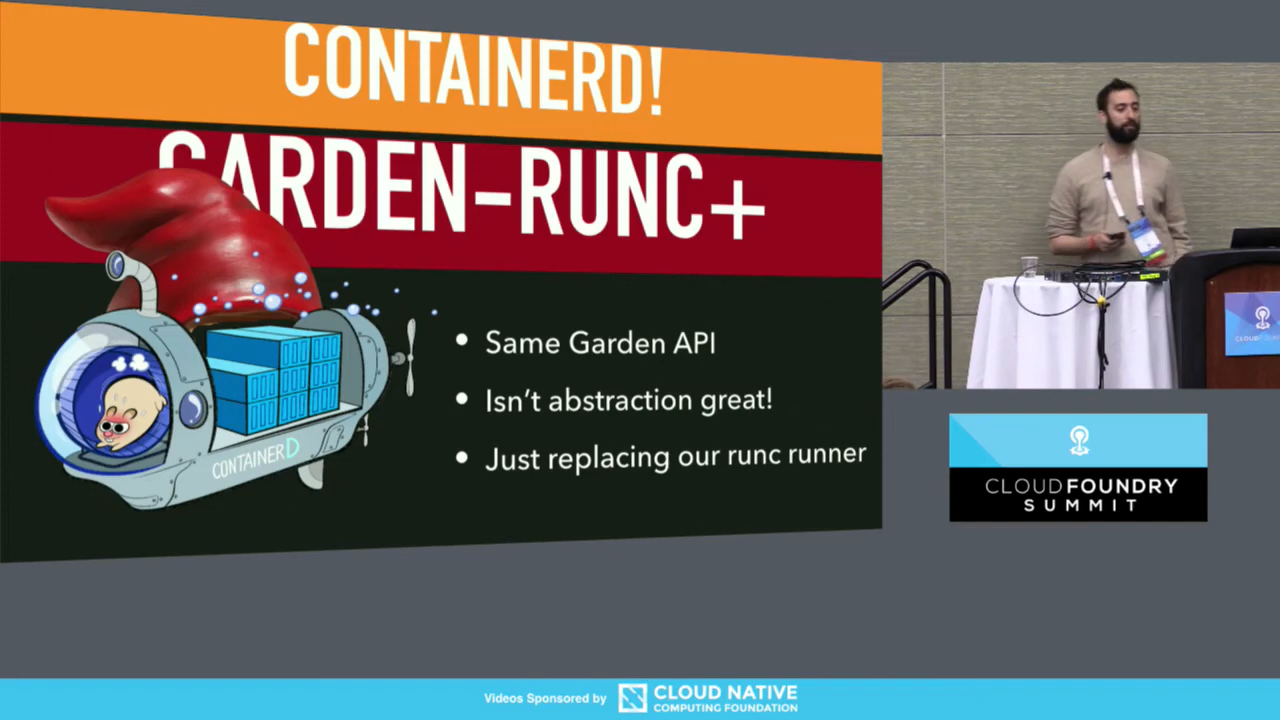 CONTAINERD!
GARDEN-RUNC+
• Same Garden API
• Isn't abstraction great!
• Just replacing our runc runner
CONTAINERD
CLOUD FOUNDRY
SUMMIT
Videos Sponsored by
CLOUD NATIVE
COMPUTING FOUNDATION